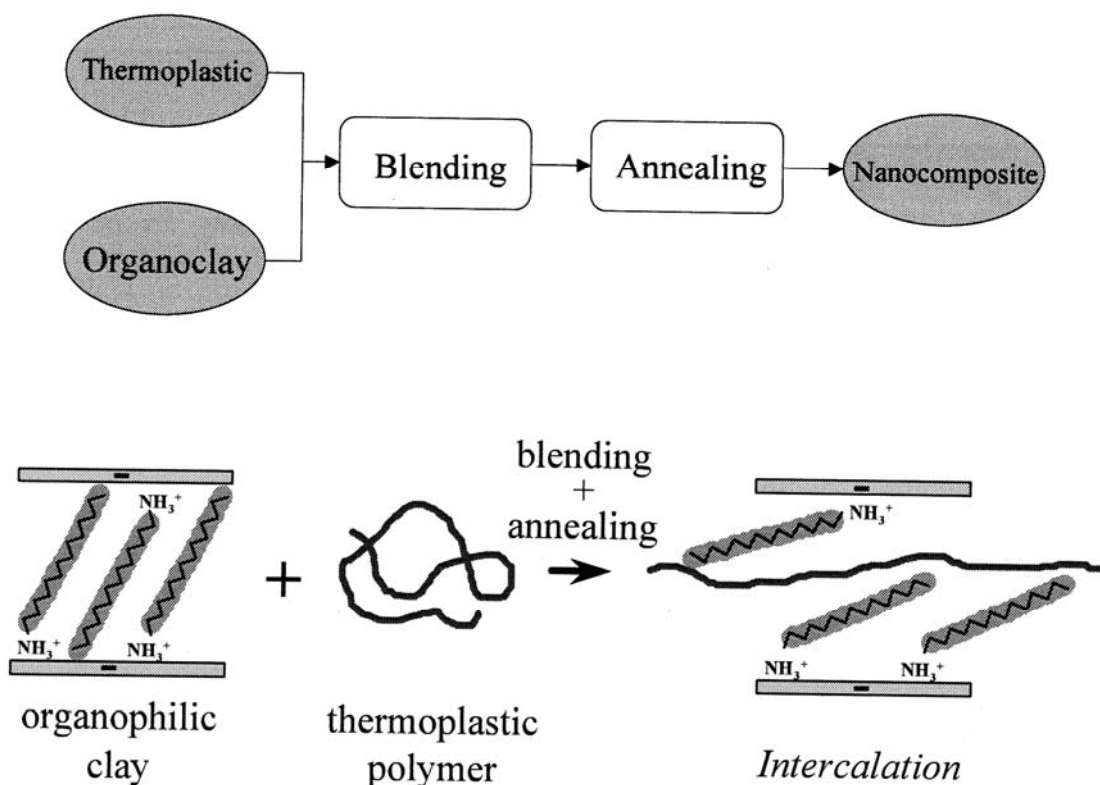 Thermoplastic
Organoclay
Blending
Annealing
Nanocomposite
NH₃⁺
NH₃⁺
NH₃⁺
organophilic
clay
+
thermoplastic
polymer
blending
+
annealing
NH₃⁺
NH₃⁺
NH₃⁺
Intercalation